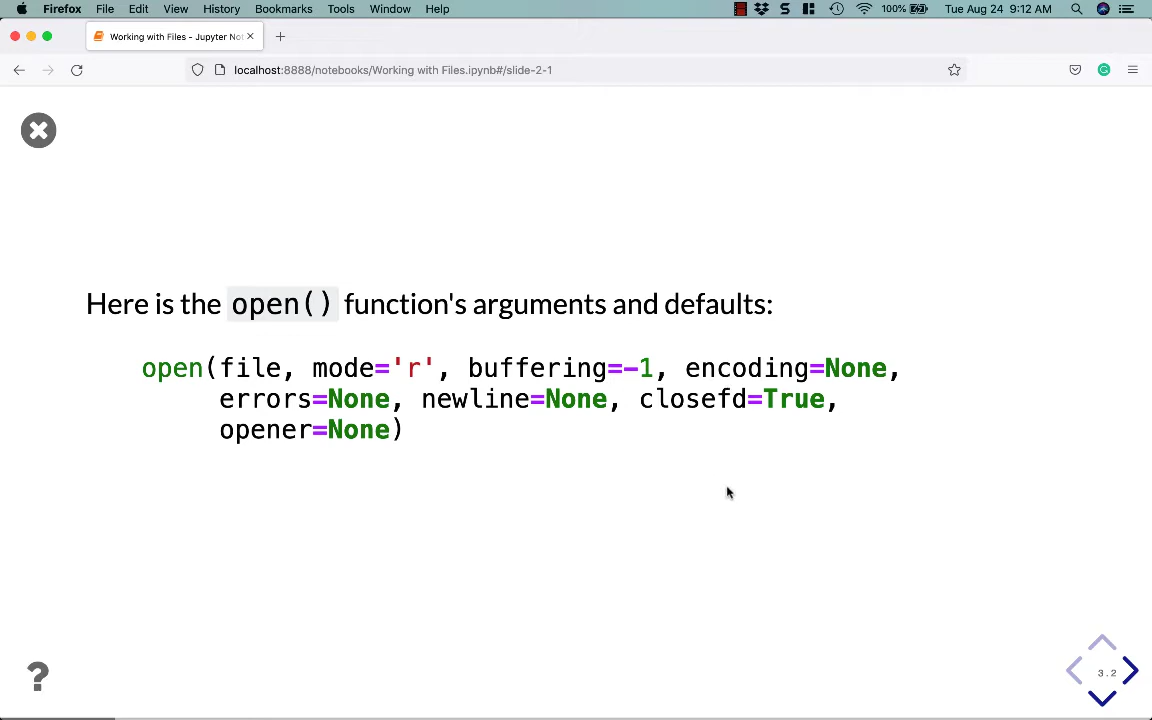 Firefox File Edit View History Bookmarks Tools Window Help 100% Tue Aug 24 9:12 AM
Working with Files - Jupyter Not
localhost:8888/notebooks/Working with Files.ipynb#/slide-2-1
Here is the open() function's arguments and defaults:
open(file, mode='r', buffering=-1, encoding=None,
errors=None, newline=None, closefd=True,
opener=None)
?
3.2